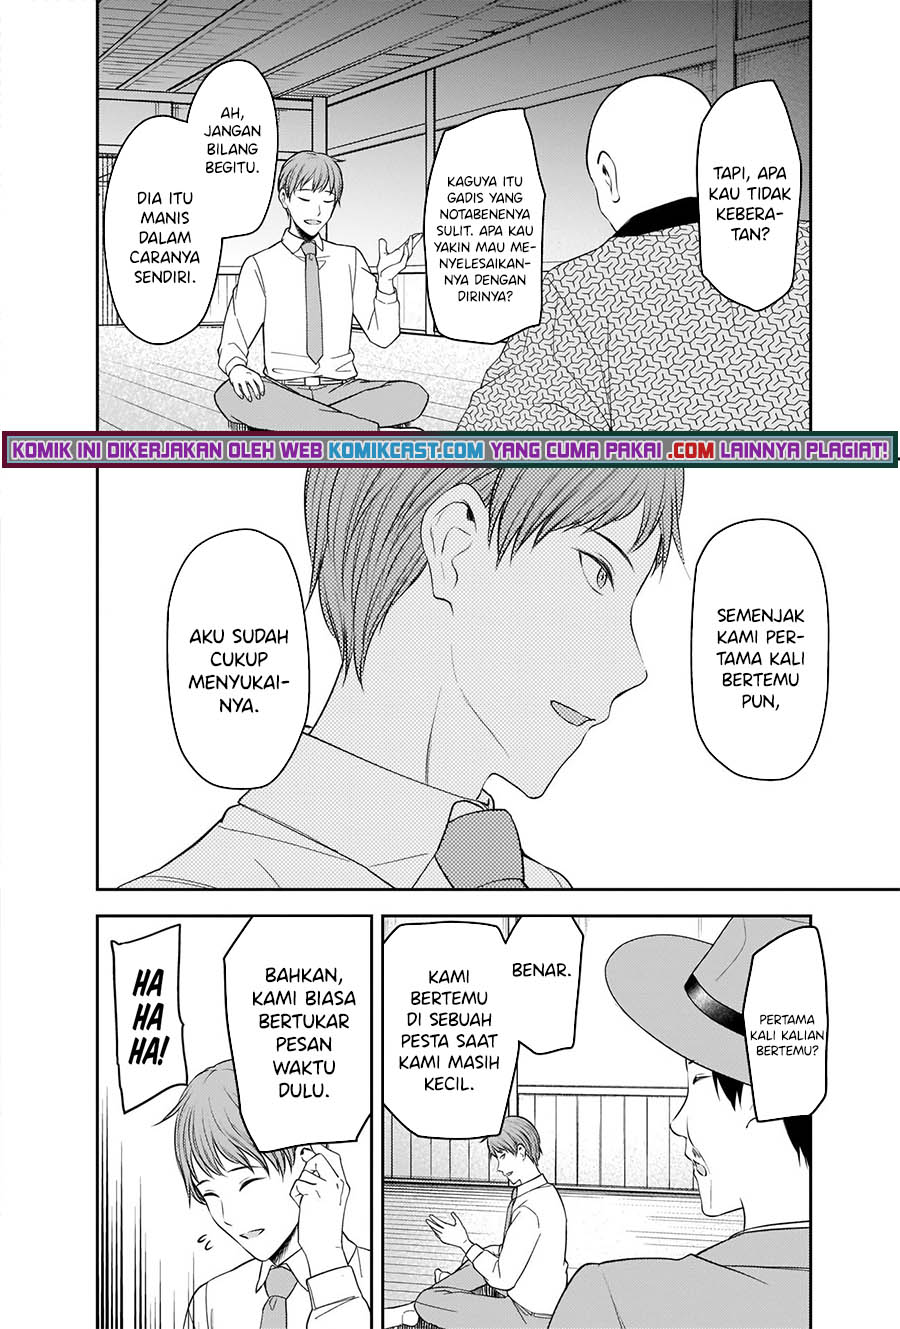 TAPI, APA
KAU TIDAK
KEBERA-
TAN?
KAGUYA ITU
GADIS YANG
NOTABENENYA
SULIT. APA KAU
YAKIN MAU ME-
NYELESAIKAN-
NYA DENGAN
DIRINYA?
AH,
JANGAN
BILANG
BEGITU.
DIA ITU
MANIS
DALAM
CARANYA
SENDIRI.
KOMIK INI DIKERJAKAN OLEH WEB KOMIKCAST.COM YANG CUMA PAKAI .COM LAINNYA PLAGIAT!
SEMENJAK
KAMI PER-
TAMA KALI
BERTEMU
PUN,
AKU SUDAH
CUKUP
MENYUKAI-
NYA.
PERTAMA
KALI KALIAN
BERTEMU?
BENAR.
KAMI
BERTEMU
DI SEBUAH
PESTA SAAT
KAMI MASIH
KECIL.
BAHKAN,
KAMI BIASA
BERTUKAR
PESAN
WAKTU
DULU.
HA
HA
HA!